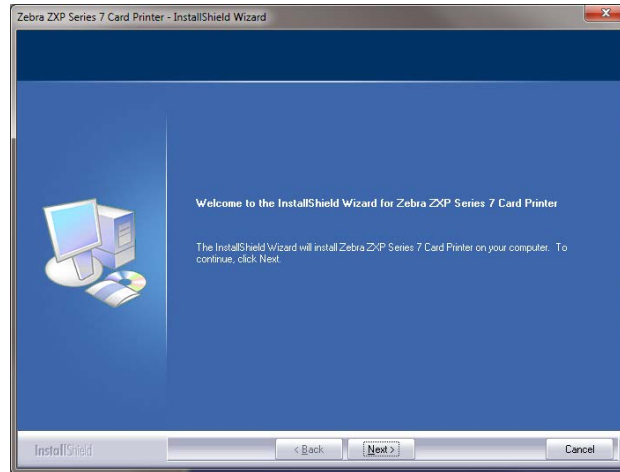 Zebra ZXP Series 7 Card Printer - InstallShield Wizard
Welcome to the InstallShield Wizard for Zebra ZXP Series 7 Card Printer
The InstallShield Wizard will install Zebra ZXP Series 7 Card Printer on your computer. To
continue, click Next.
InstallShield
< Back
Next >
Cancel